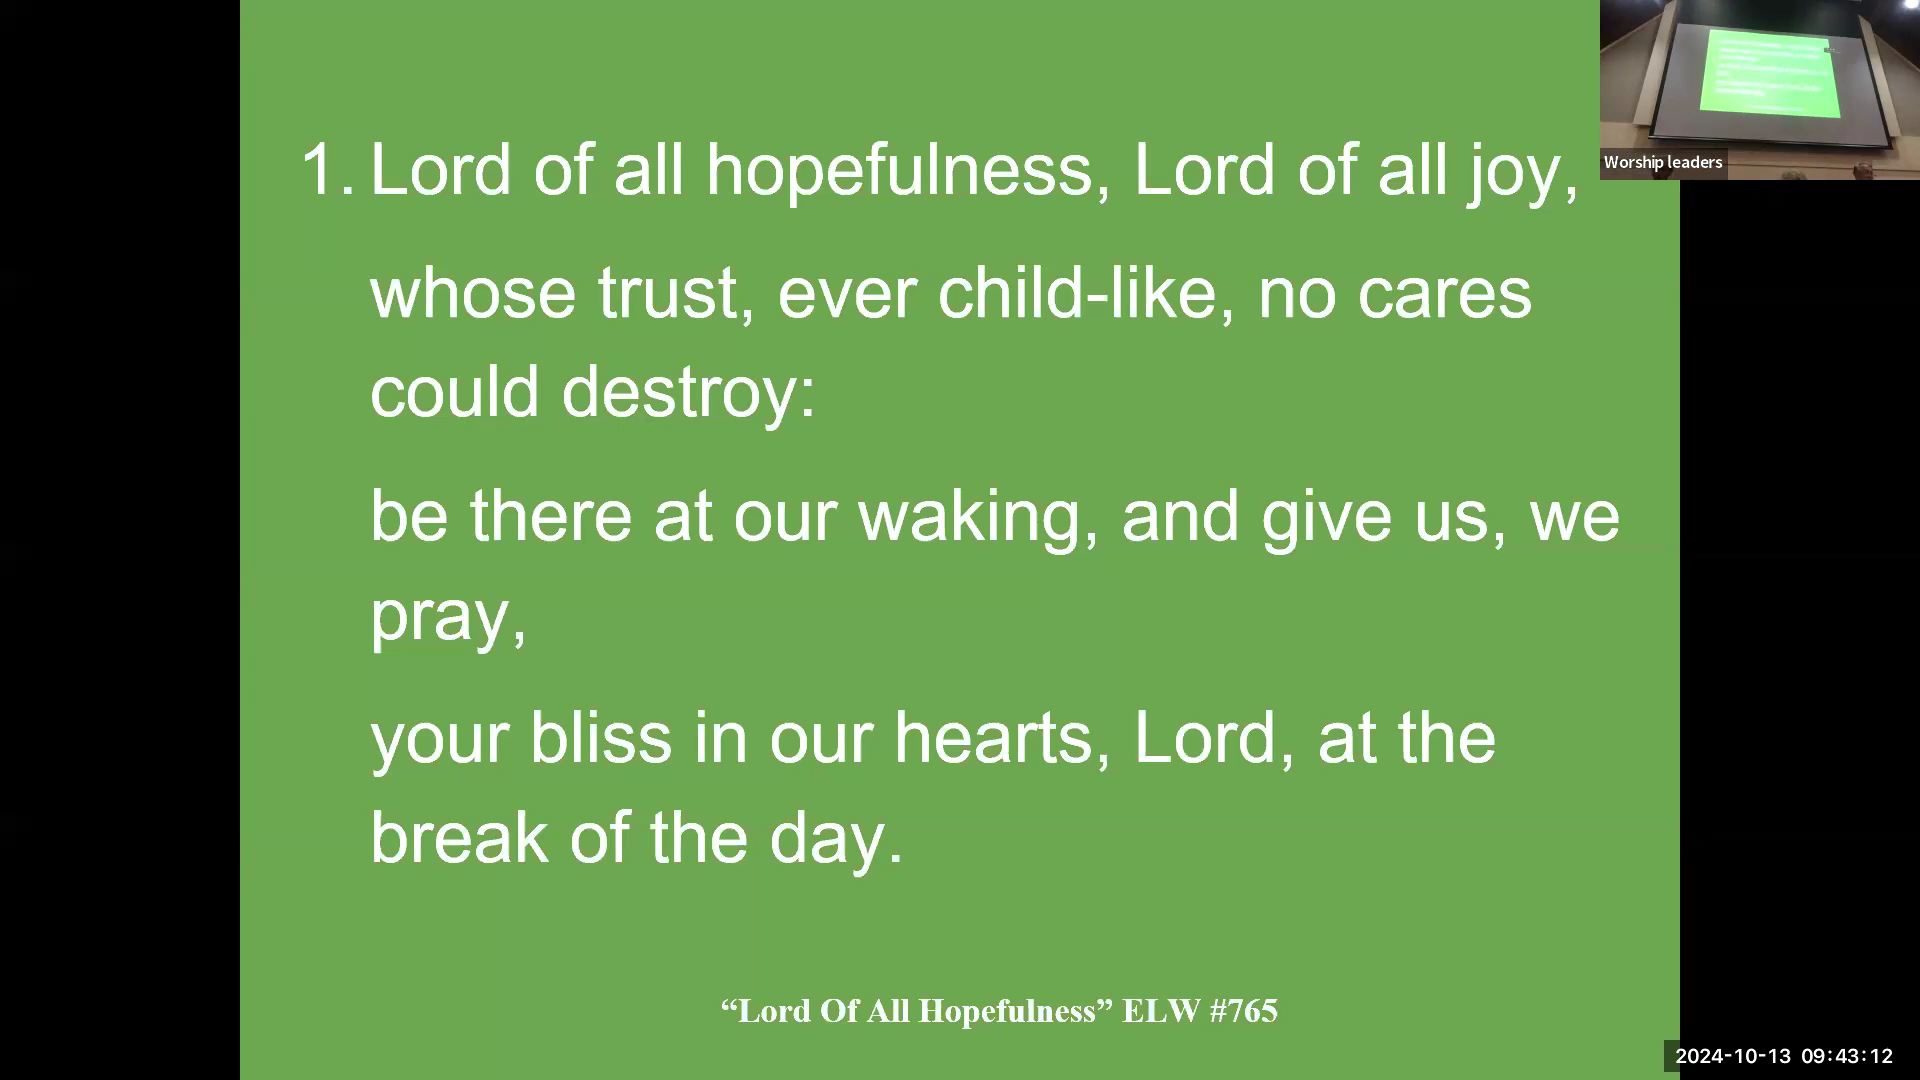 1. Lord of all hopefulness, Lord of all joy,
whose trust, ever child-like, no cares
could destroy:
be there at our waking, and give us, we
pray,
your bliss in our hearts, Lord, at the
break of the day.
“Lord Of All Hopefulness” ELW #765
Worship leaders
2024-10-13 09:43:12